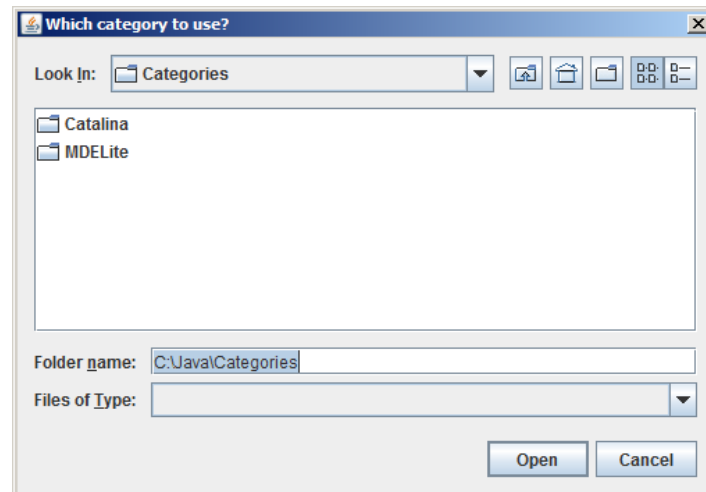 Which category to use?
Look In: Categories
Catalina
MDELite
Folder name: C:\Java\Categories
Files of Type:
Open Cancel